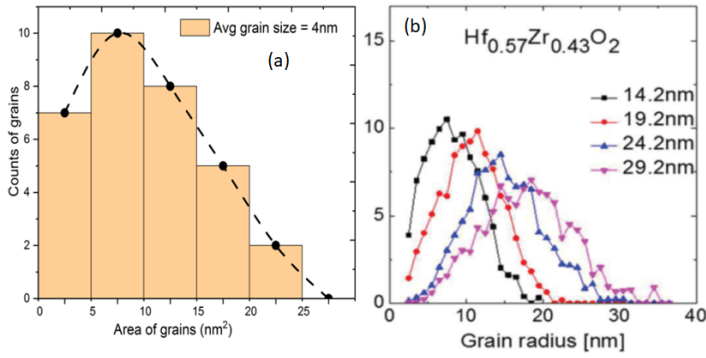 (a)
Avg grain size = 4nm
Counts of grains
10
8
6
4
2
0
0 5 10 15 20 25
Area of grains (nm²)
(b)
Hf0.57Zr0.43O2
14.2nm
19.2nm
24.2nm
29.2nm
15
10
5
0
0 10 20 30 40
Grain radius [nm]